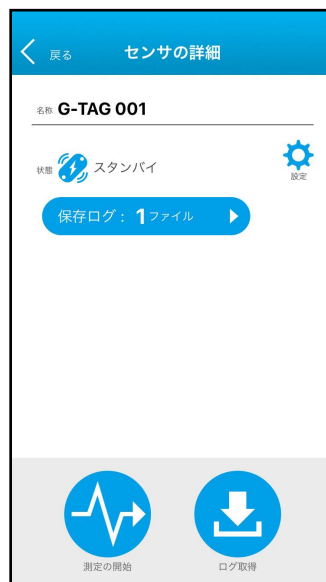 戻る センサの詳細
名称 G-TAG 001
状態 スタンバイ
設定
保存ログ： 1ファイル
測定の開始 ログ取得